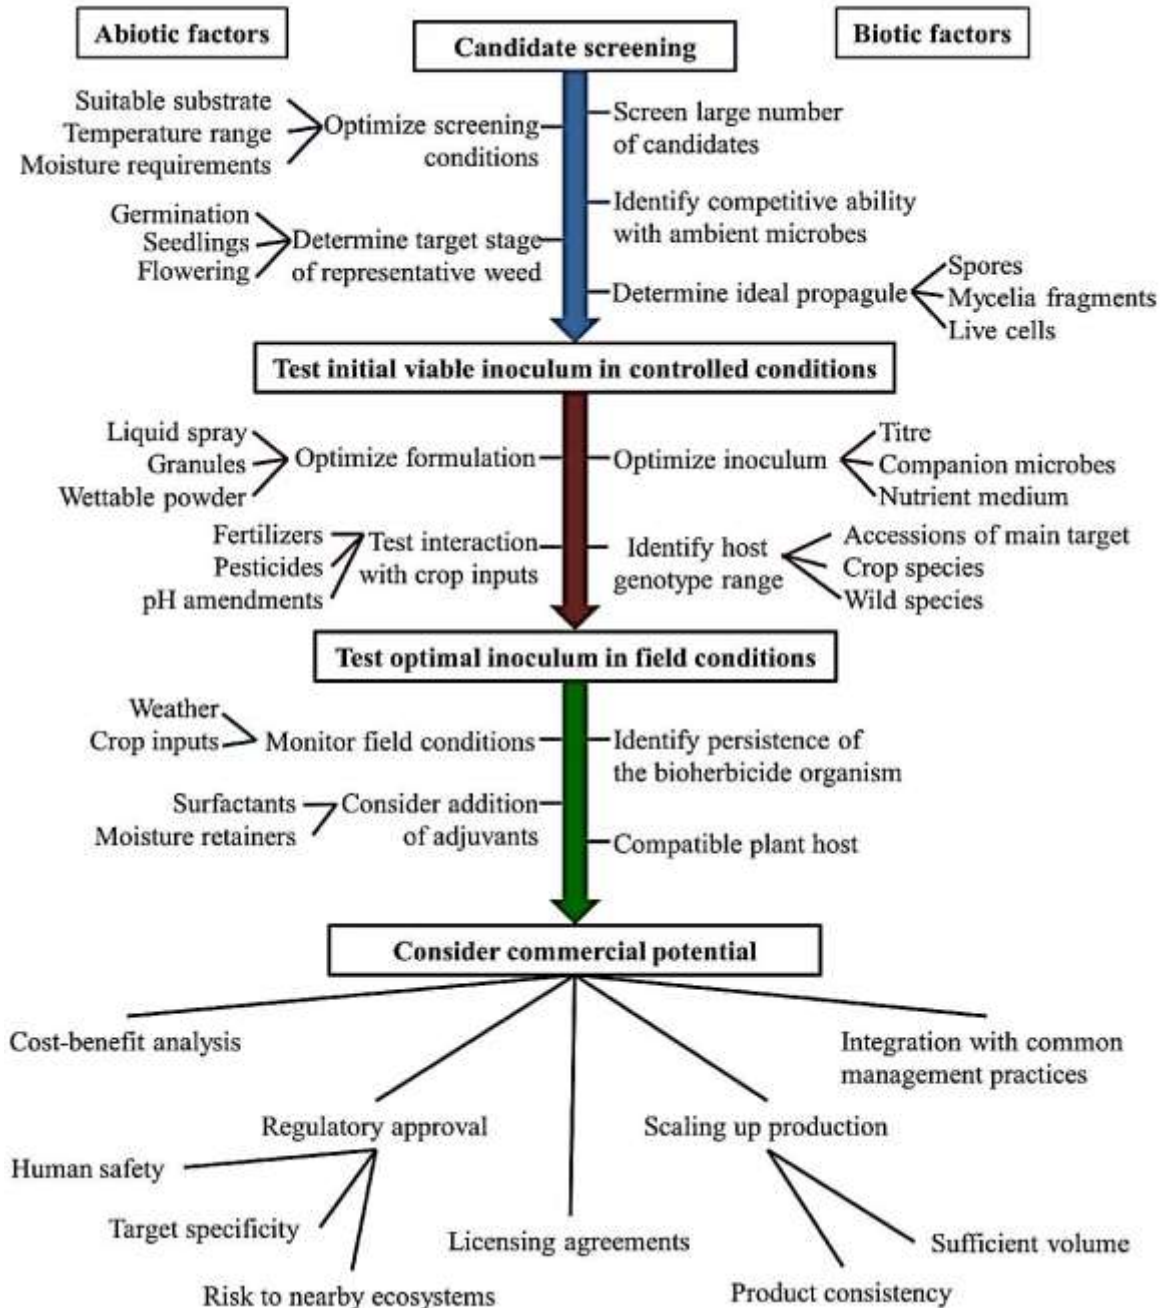 Abiotic factors
Candidate screening
Biotic factors
Suitable substrate
Temperature range
Moisture requirements
Optimize screening
conditions
Screen large number
of candidates
Germination
Seedlings
Flowering
Determine target stage
of representative weed
Identify competitive ability
with ambient microbes
Determine ideal propagule
Spores
Mycelia fragments
Live cells
Test initial viable inoculum in controlled conditions
Liquid spray
Granules
Wettable powder
Optimize formulation
Optimize inoculum
Titre
Companion microbes
Nutrient medium
Fertilizers
Pesticides
pH amendments
Test interaction
with crop inputs
Identify host
genotype range
Accessions of main target
Crop species
Wild species
Test optimal inoculum in field conditions
Weather
Crop inputs
Monitor field conditions
Identify persistence of
the bioherbicide organism
Surfactants
Moisture retainers
Consider addition
of adjuvants
Compatible plant host
Consider commercial potential
Cost-benefit analysis
Integration with common
management practices
Regulatory approval
Scaling up production
Human safety
Target specificity
Risk to nearby ecosystems
Licensing agreements
Sufficient volume
Product consistency